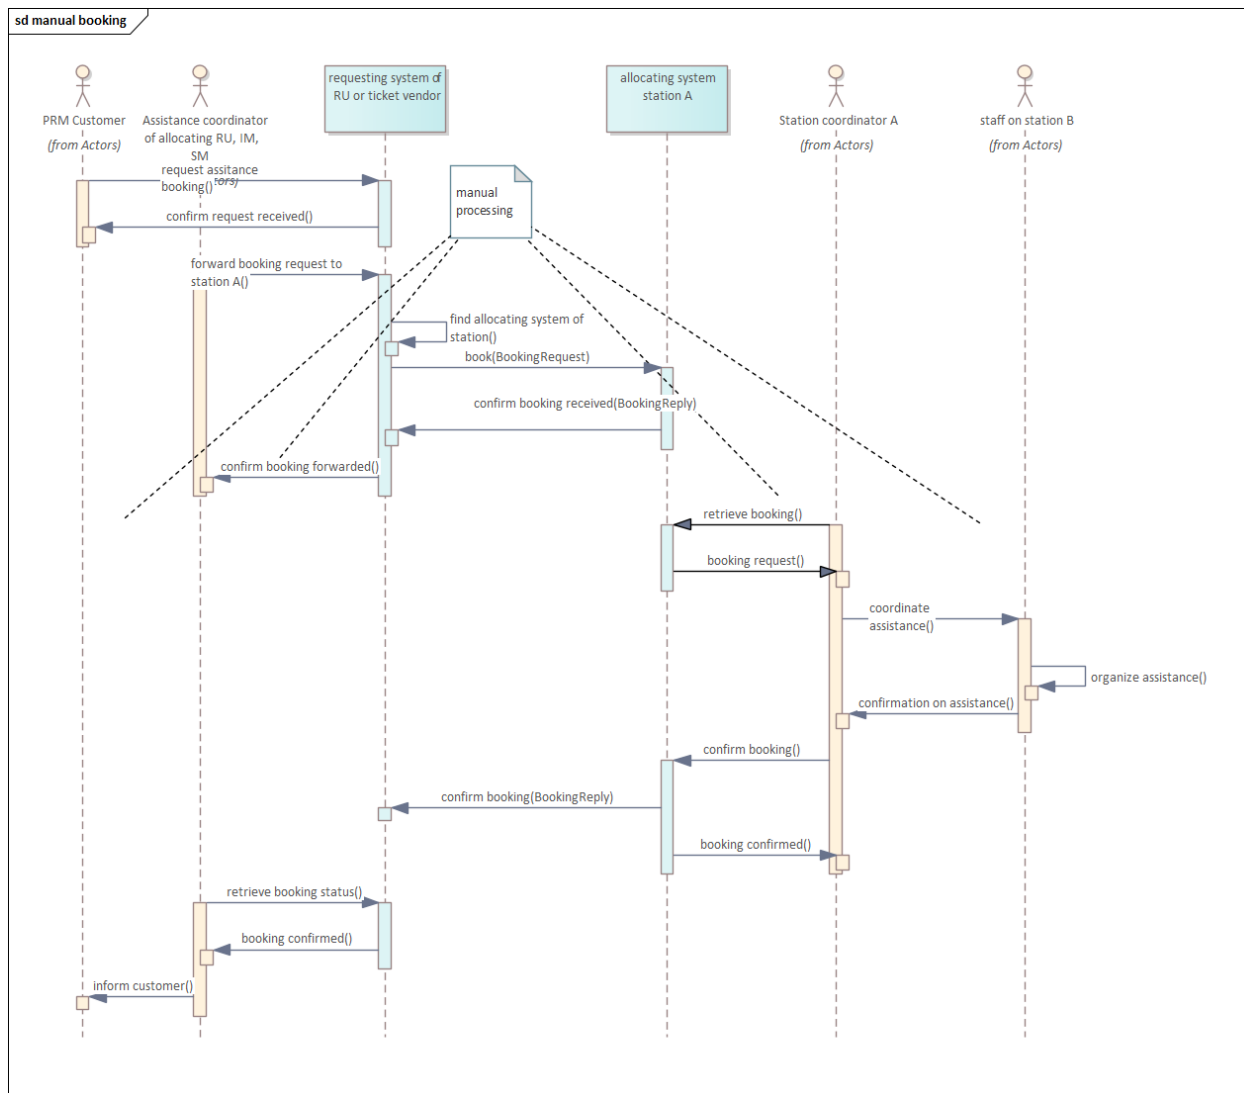 sd manual booking
PRM Customer
(from Actors)
Assistance coordinator
of allocating RU, IM,
SM
requesting system of
RU or ticket vendor
allocating system
station A
Station coordinator A
(from Actors)
staff on station B
(from Actors)
request assitance
booking()
tors)
manual
processing
confirm request received()
forward booking request to
station A()
find allocating system of
station()
book(BookingRequest)
confirm booking received(BookingReply)
confirm booking forwarded()
retrieve booking()
booking request()
coordinate
assistance()
organize assistance()
confirmation on assistance()
confirm booking()
confirm booking(BookingReply)
booking confirmed()
retrieve booking status()
booking confirmed()
inform customer()